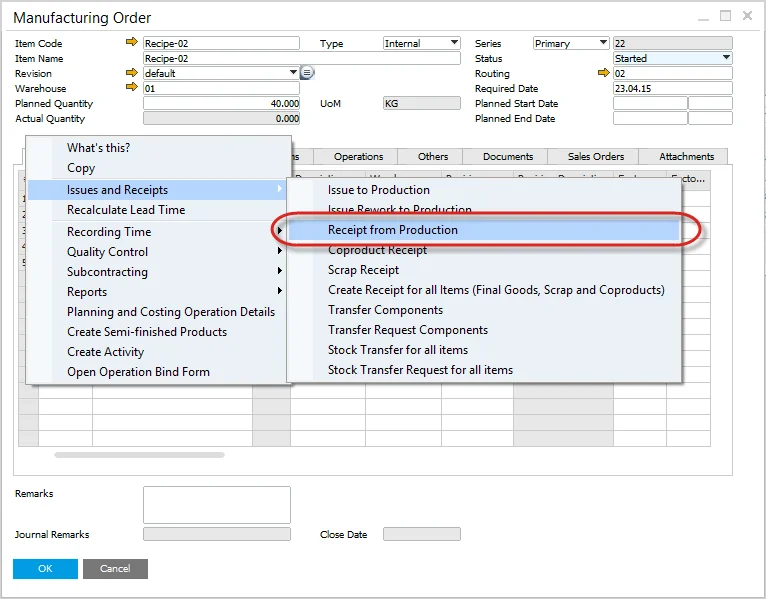 Manufacturing Order
Item Code Recipe-02 Type Internal Series Primary 22
Item Name Recipe-02 Status Started
Revision default Routing 02
Warehouse 01 Required Date 23.04.15
Planned Quantity 40.000 UoM KG Planned Start Date
Actual Quantity 0.000 Planned End Date
Operations Others Documents Sales Orders Attachments
What's this?
Copy
Issues and Receipts
Recalculate Lead Time
Recording Time
Quality Control
Subcontracting
Reports
Planning and Costing Operation Details
Create Semi-finished Products
Create Activity
Open Operation Bind Form
Issue to Production
Issue Rework to Production
Receipt from Production
Coproduct Receipt
Scrap Receipt
Create Receipt for all Items (Final Goods, Scrap and Coproducts)
Transfer Components
Transfer Request Components
Stock Transfer for all items
Stock Transfer Request for all items
Remarks
Journal Remarks Close Date
OK Cancel